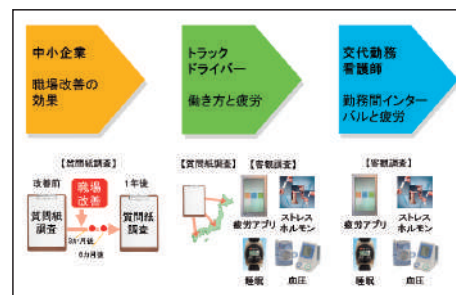 中小企業
職場改善の
効果
トラック
ドライバー
働き方と疲労
交代勤務
看護師
勤務間インター
バルと疲労
【質問紙調査】
改善前
職場
改善
1年後
質問紙
調査
質問紙
調査
3か月後
6カ月後
【質問紙調査】
【客観調査】
疲労アプリ
ストレス
ホルモン
睡眠
血圧
【客観調査】
疲労アプリ
ストレス
ホルモン
睡眠
血圧